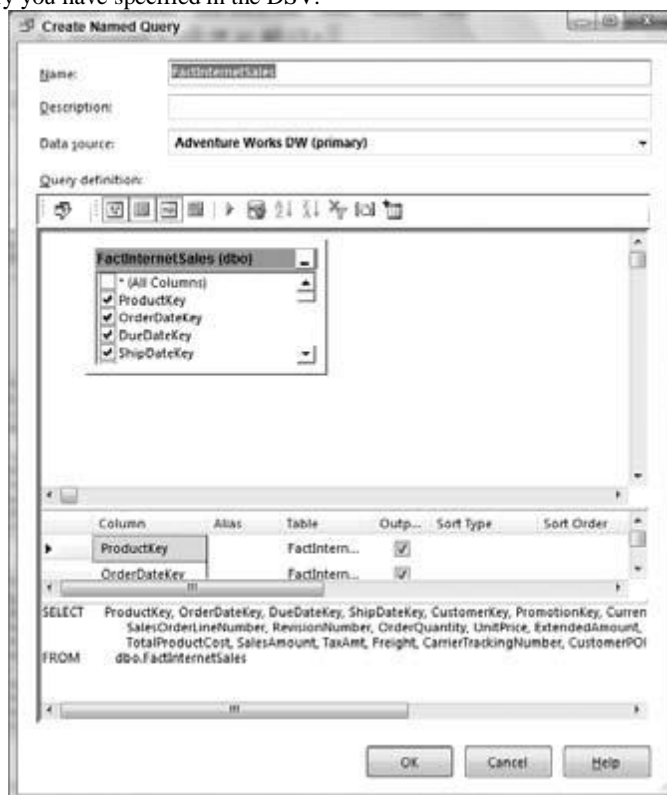 y you have specified in the DSV.
Create Named Query
Name: FactInternetSales
Description:
Data source: Adventure Works DW (primary)
Query definition:
FactInternetSales (dbo)
* (All Columns)
ProductKey
OrderDateKey
DueDateKey
ShipDateKey
Column Alias Table Outp... Sort Type Sort Order
ProductKey FactIntern...
OrderDateKey FactIntern...
SELECT ProductKey, OrderDateKey, DueDateKey, ShipDateKey, CustomerKey, PromotionKey, Curren
SalesOrderLineNumber, RevisionNumber, OrderQuantity, UnitPrice, ExtendedAmount,
TotalProductCost, SalesAmount, TaxAmt, Freight, CarrierTrackingNumber, CustomerPOI
FROM dbo.FactInternetSales
OK Cancel Help